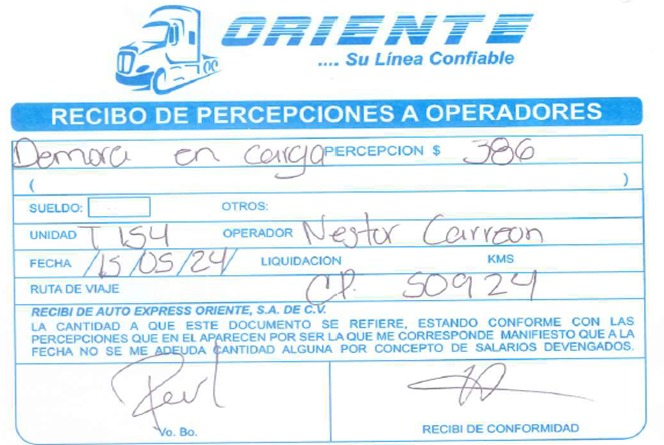 ORIENTE
.... Su Línea Confiable
RECIBO DE PERCEPCIONES A OPERADORES
Demora en carga PERCEPCION $ 386
( )
SUELDO: OTROS:
UNIDAD T 154 OPERADOR Nestor Carreon
FECHA /15/05/24/ LIQUIDACION KMS
RUTA DE VIAJE CP. 50924
RECIBI DE AUTO EXPRESS ORIENTE, S.A. DE C.V.
LA CANTIDAD A QUE ESTE DOCUMENTO SE REFIERE, ESTANDO CONFORME CON LAS
PERCEPCIONES QUE EN EL APARECEN POR SER LA QUE ME CORRESPONDE MANIFIESTO QUE A LA
FECHA NO SE ME ADEUDA CANTIDAD ALGUNA POR CONCEPTO DE SALARIOS DEVENGADOS.
Vo. Bo. RECIBI DE CONFORMIDAD